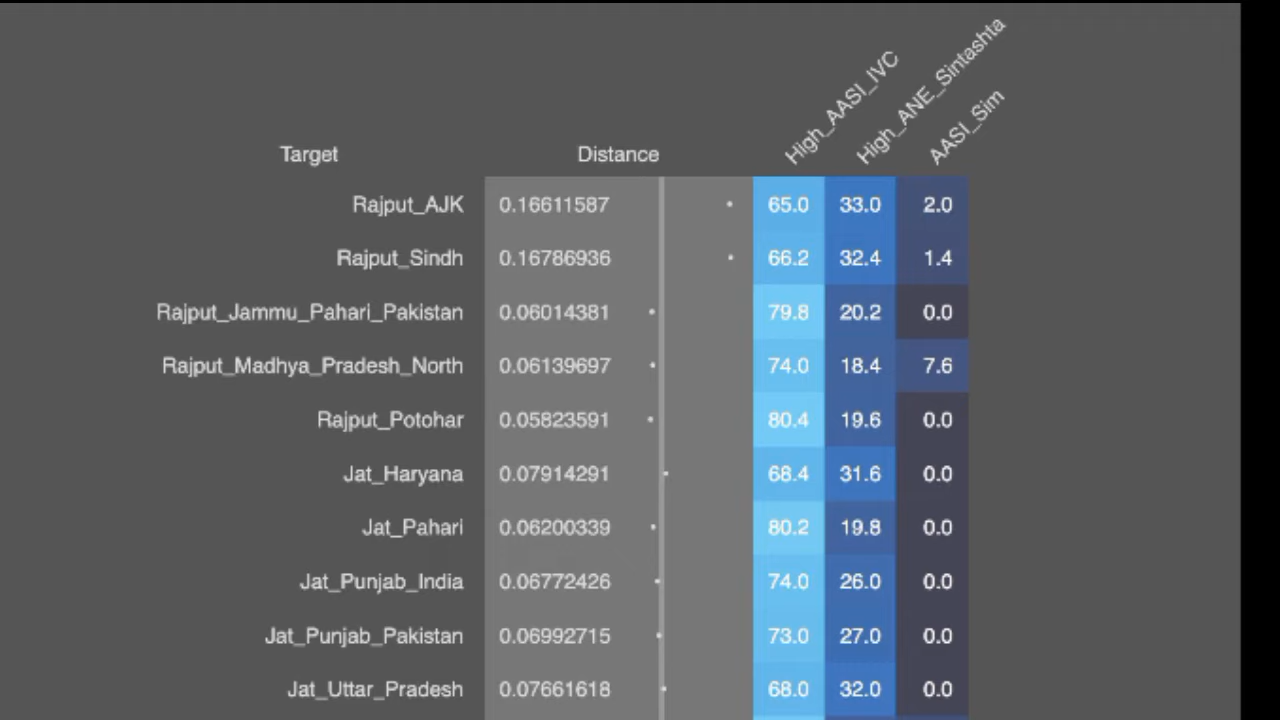 Target Distance High_AASI_IVC High_ANE_Sintashta AASI_Sim
Rajput_AJK 0.16611587 65.0 33.0 2.0
Rajput_Sindh 0.16786936 66.2 32.4 1.4
Rajput_Jammu_Pahari_Pakistan 0.06014381 79.8 20.2 0.0
Rajput_Madhya_Pradesh_North 0.06139697 74.0 18.4 7.6
Rajput_Potohar 0.05823591 80.4 19.6 0.0
Jat_Haryana 0.07914291 68.4 31.6 0.0
Jat_Pahari 0.06200339 80.2 19.8 0.0
Jat_Punjab_India 0.06772426 74.0 26.0 0.0
Jat_Punjab_Pakistan 0.06992715 73.0 27.0 0.0
Jat_Uttar_Pradesh 0.07661618 68.0 32.0 0.0